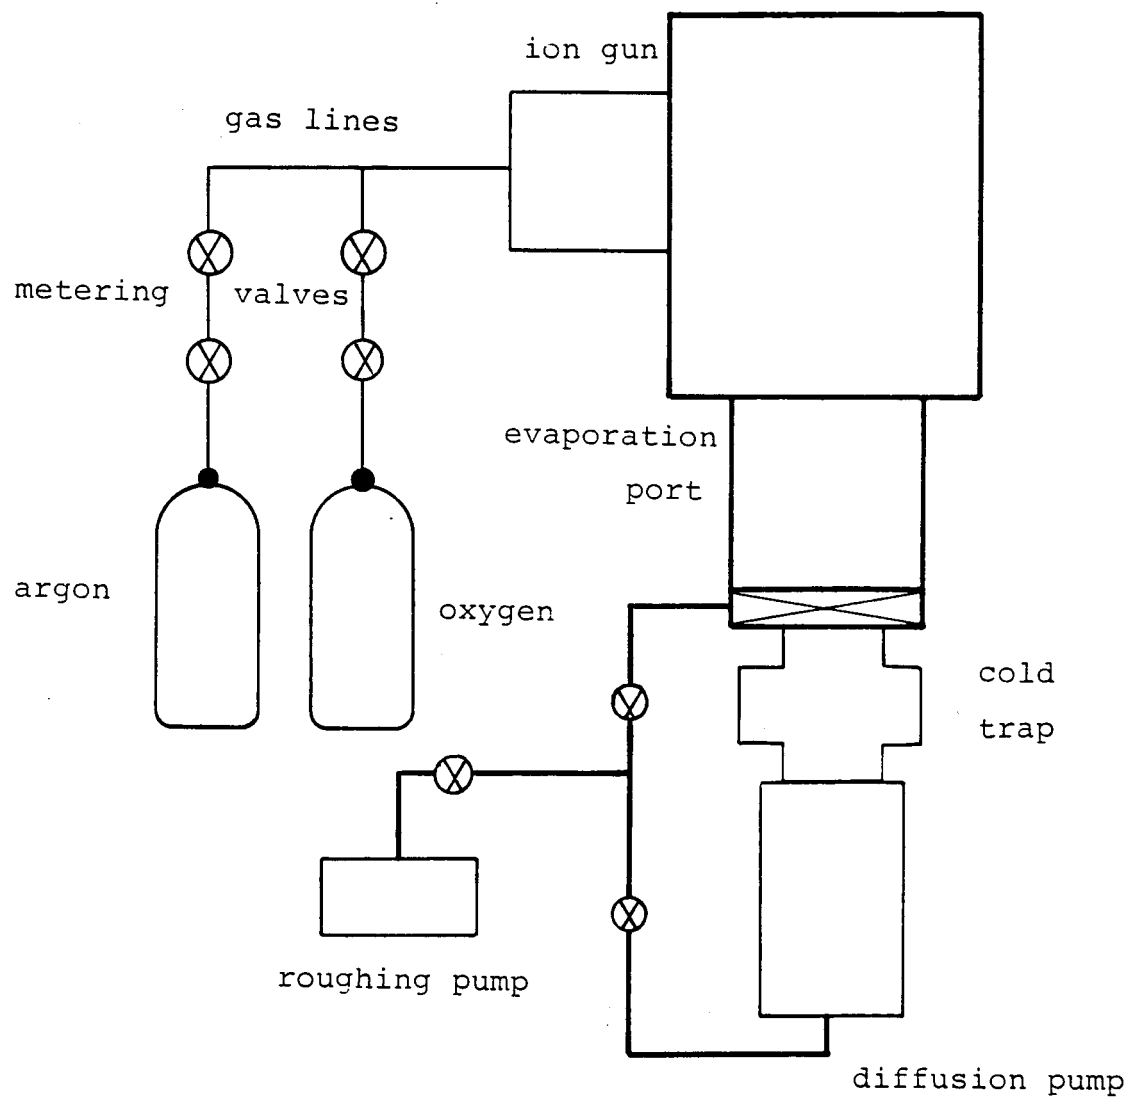 ion gun
gas lines
metering valves
evaporation
port
argon
oxygen
cold
trap
roughing pump
diffusion pump